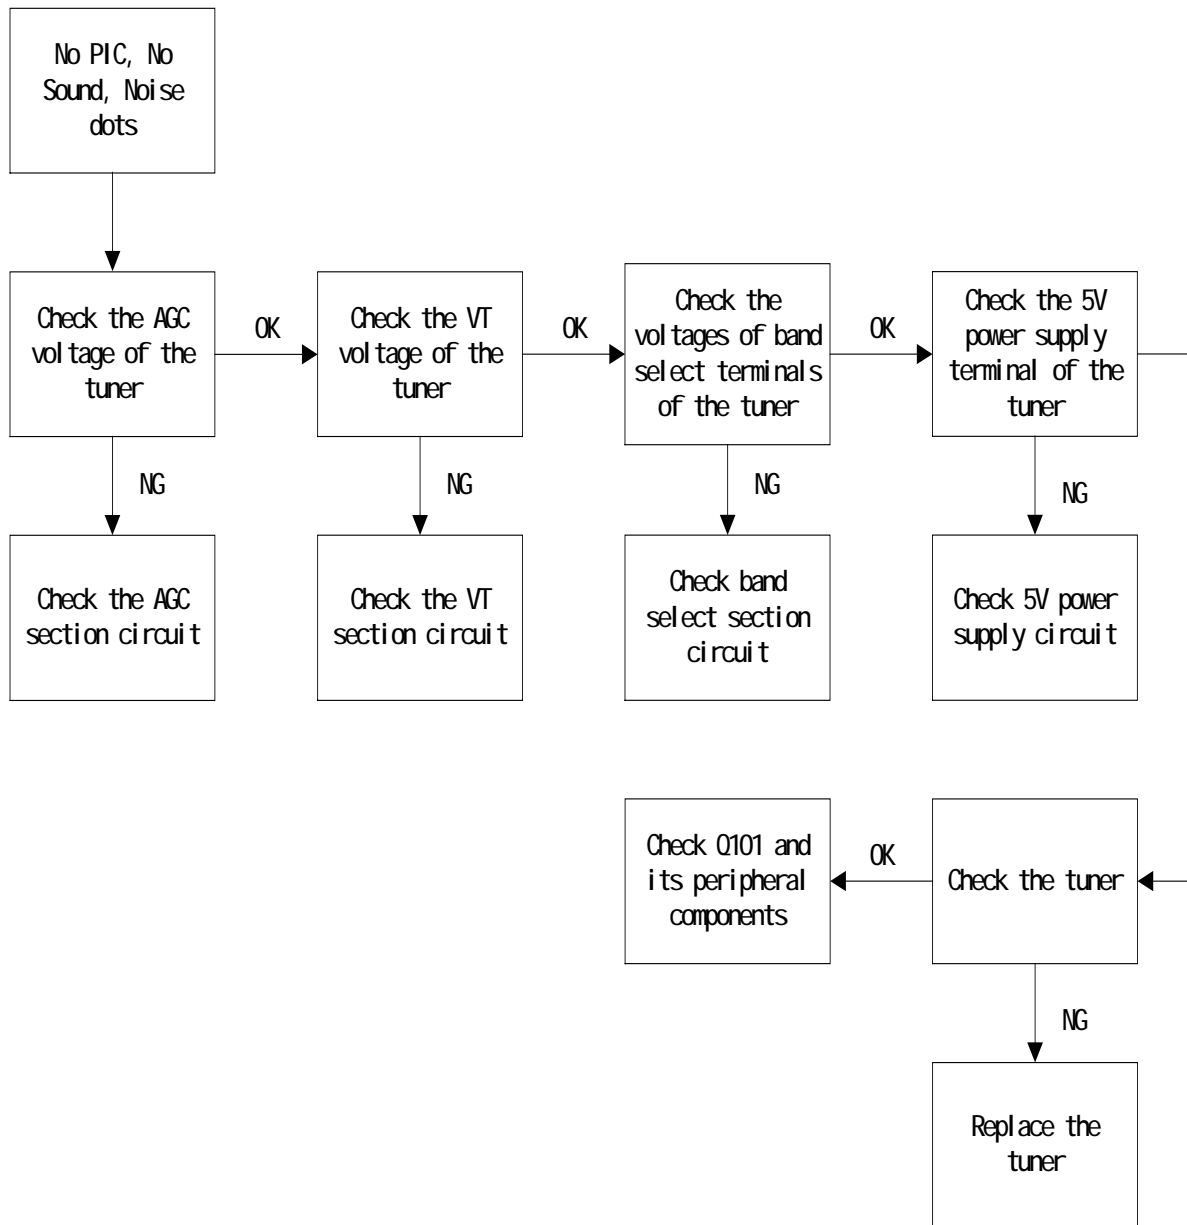 No PIC, No
Sound, Noise
dots
Check the AGC
voltage of the
tuner
OK
Check the VT
voltage of the
tuner
OK
Check the
voltages of band
select terminals
of the tuner
OK
Check the 5V
power supply
terminal of the
tuner
NG
NG
NG
NG
Check the AGC
section circuit
Check the VT
section circuit
Check band
select section
circuit
Check 5V power
supply circuit
Check Q101 and
its peripheral
components
OK
Check the tuner
NG
Replace the
tuner